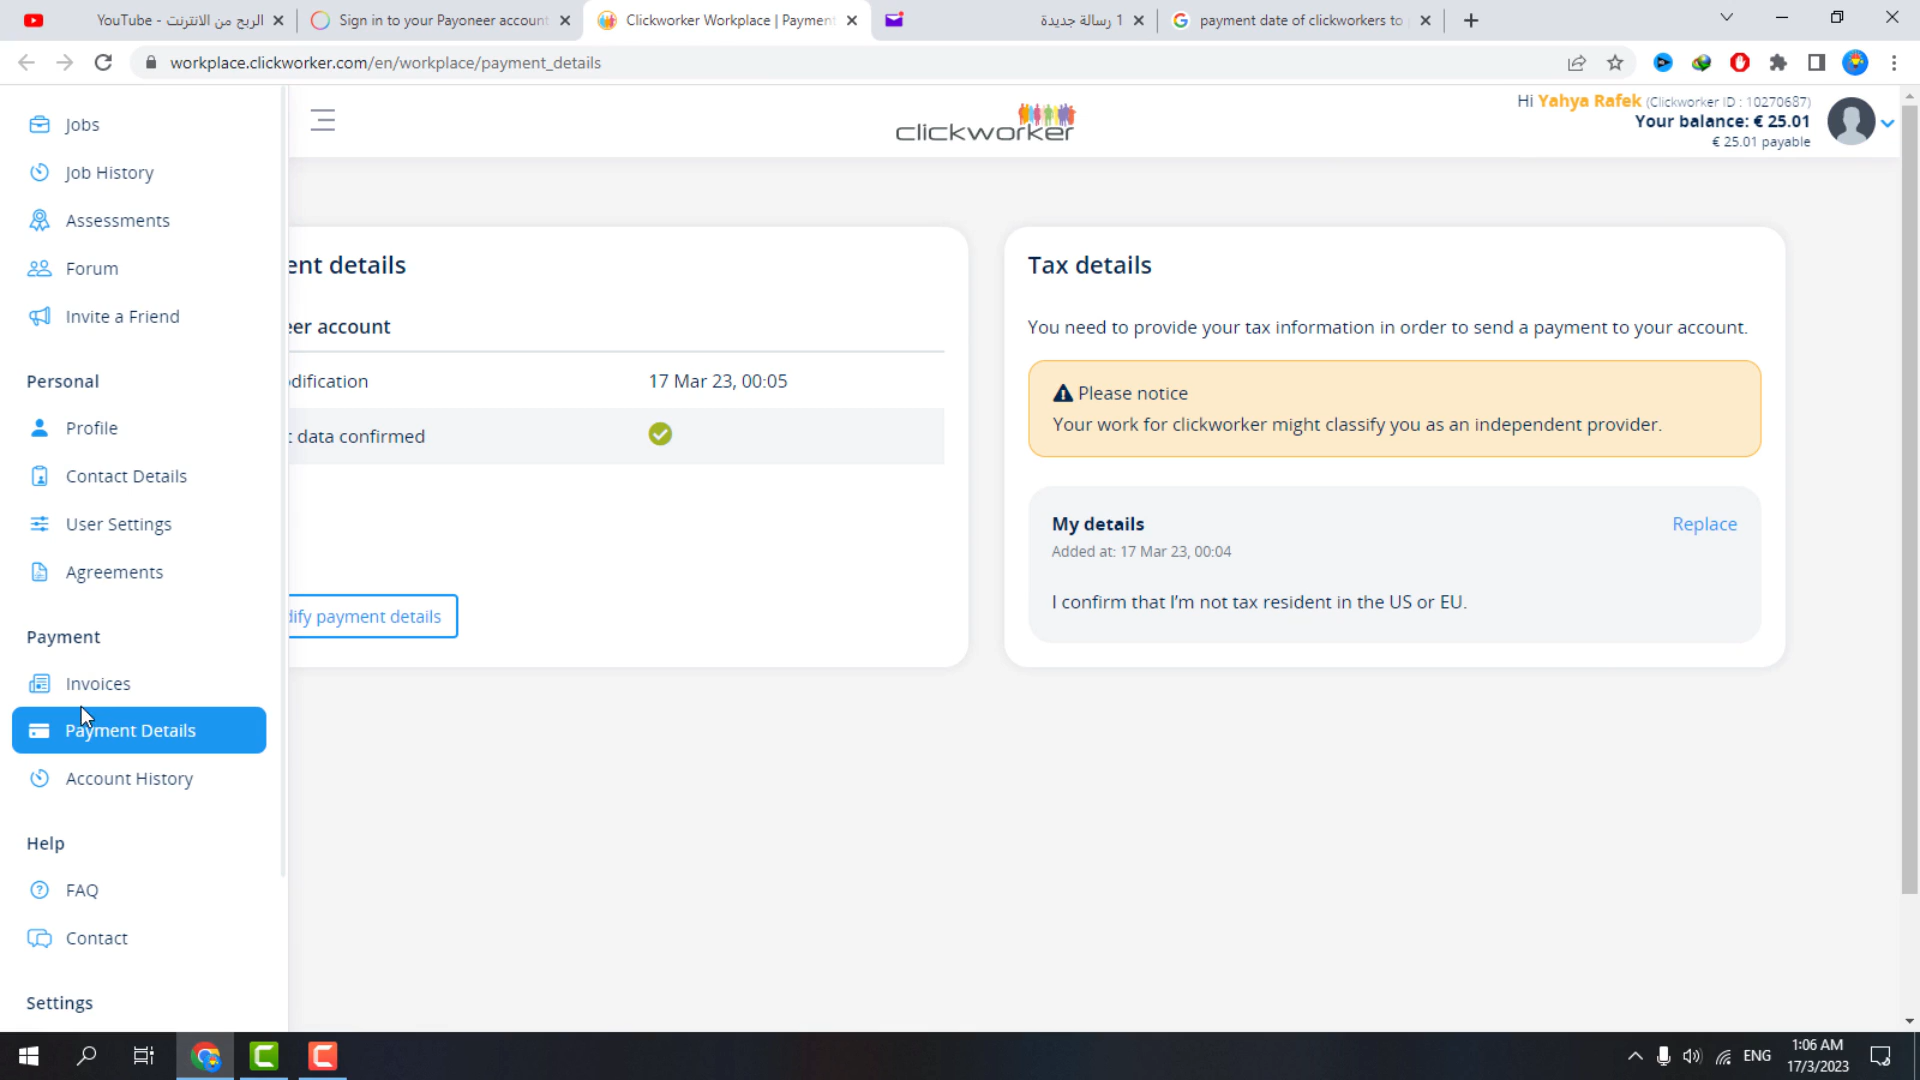 YouTube - الربح من الانترنت
Sign in to your Payoneer account
Clickworker Workplace | Payment
1 رسالة جديدة
payment date of clickworkers to
workplace.clickworker.com/en/workplace/payment_details
Jobs
Job History
Assessments
Forum
Invite a Friend
Personal
Profile
Contact Details
User Settings
Agreements
Payment
Invoices
Payment Details
Account History
Help
FAQ
Contact
Settings
clickworker
Hi Yahya Rafek (Clickworker ID : 10270687)
Your balance: € 25.01
€ 25.01 payable
ent details
eer account
odification 17 Mar 23, 00:05
t data confirmed
dify payment details
Tax details
You need to provide your tax information in order to send a payment to your account.
Please notice
Your work for clickworker might classify you as an independent provider.
My details
Replace
Added at: 17 Mar 23, 00:04
I confirm that I'm not tax resident in the US or EU.
ENG
1:06 AM
17/3/2023